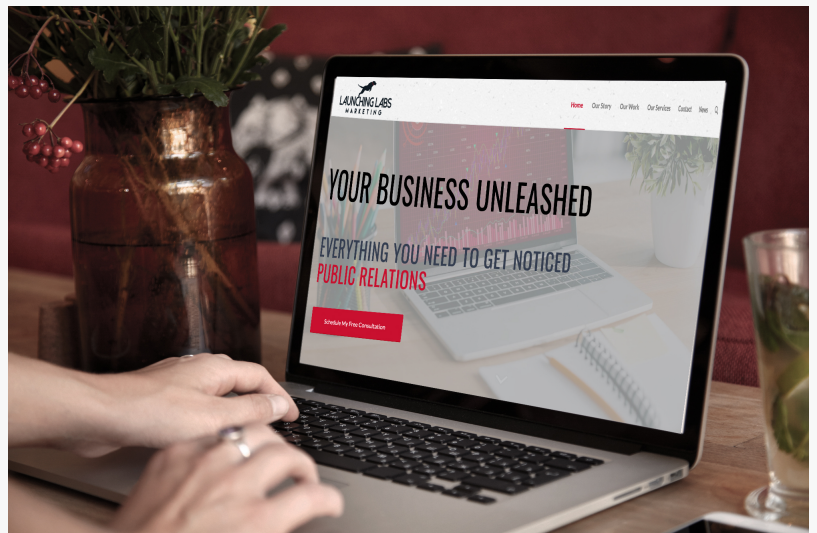 LAUNCHING LABS
MARKETING
Home Our Story Our Work Our Services Contact News
YOUR BUSINESS UNLEASHED
EVERYTHING YOU NEED TO GET NOTICED
PUBLIC RELATIONS
Schedule My Free Consultation